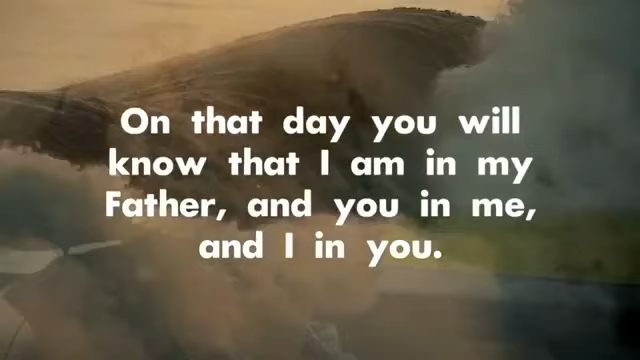 On that day you will
know that I am in my
Father, and you in me,
and I in you.